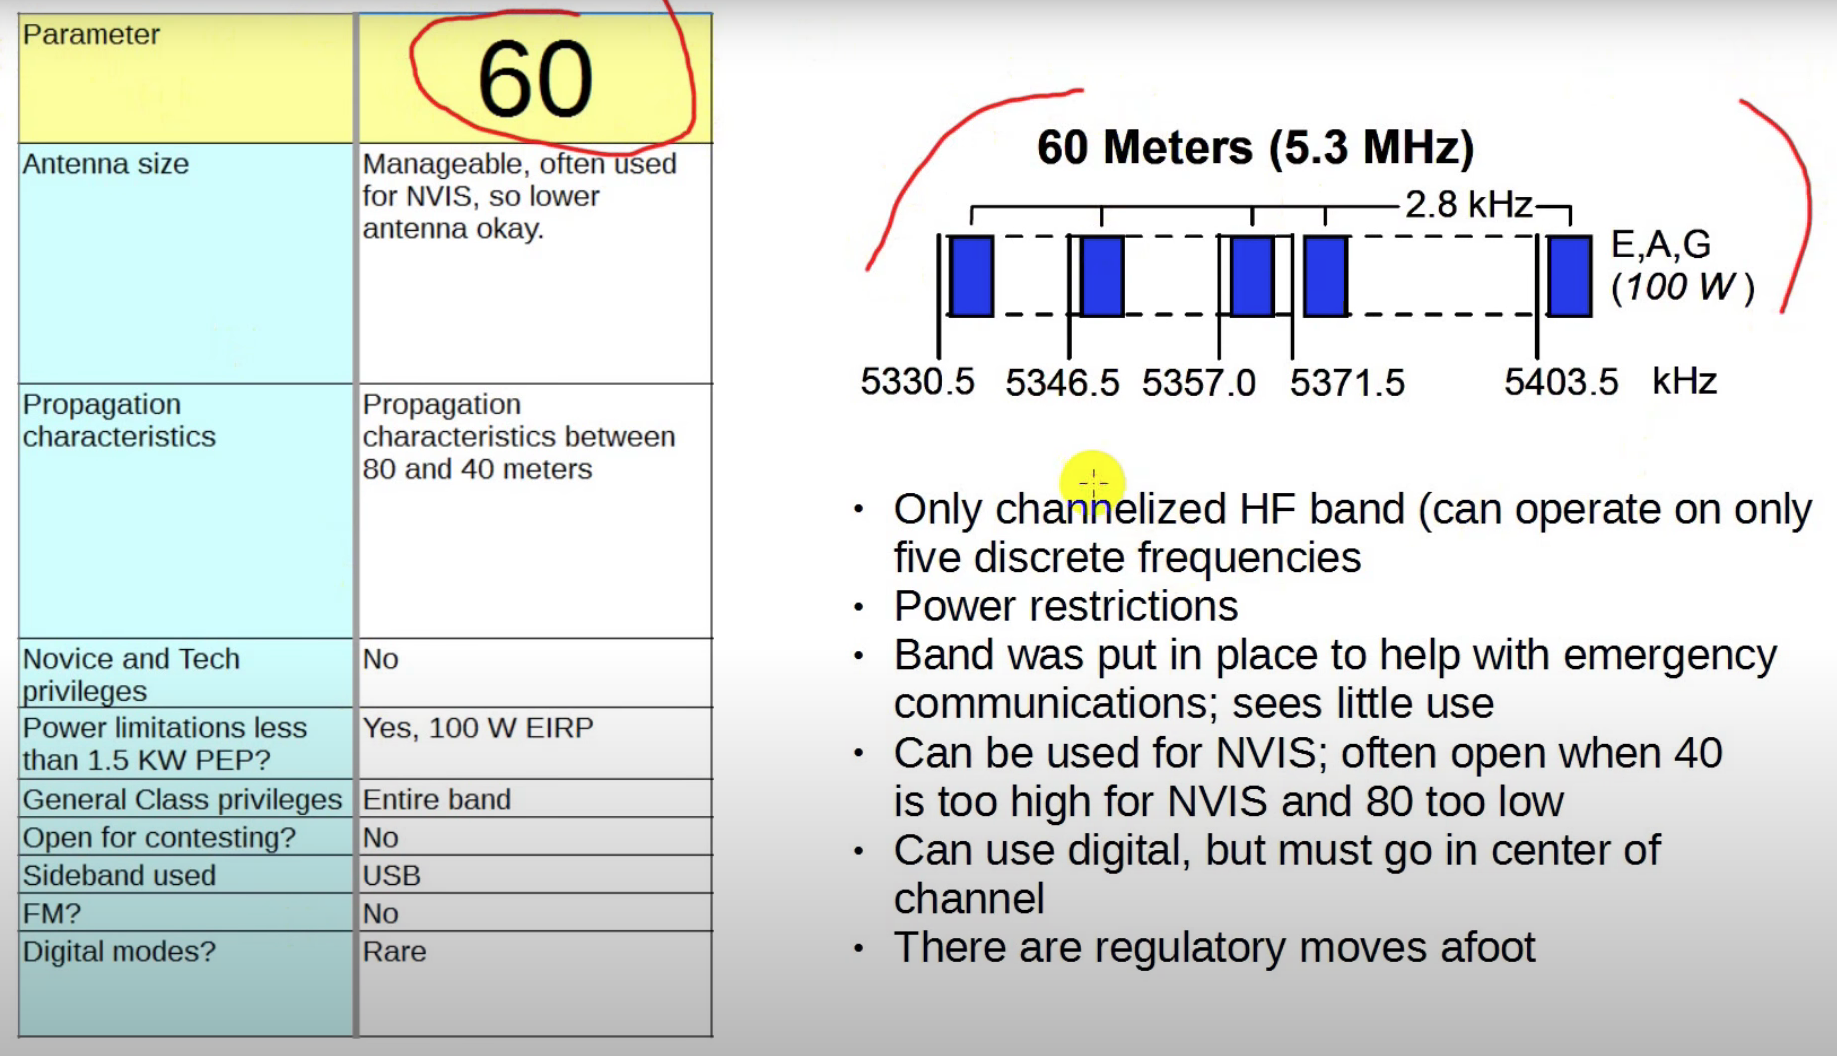 Parameter
60
Antenna size
Manageable, often used
for NVIS, so lower
antenna okay.
Propagation
characteristics
Propagation
characteristics between
80 and 40 meters
Novice and Tech
privileges
No
Power limitations less
than 1.5 KW PEP?
Yes, 100 W EIRP
General Class privileges
Entire band
Open for contesting?
No
Sideband used
USB
FM?
No
Digital modes?
Rare
60 Meters (5.3 MHz)
2.8 kHz
E,A,G
(100 W )
5330.5 5346.5 5357.0 5371.5 5403.5 kHz
• Only channelized HF band (can operate on only
five discrete frequencies
• Power restrictions
• Band was put in place to help with emergency
communications; sees little use
• Can be used for NVIS; often open when 40
is too high for NVIS and 80 too low
• Can use digital, but must go in center of
channel
• There are regulatory moves afoot